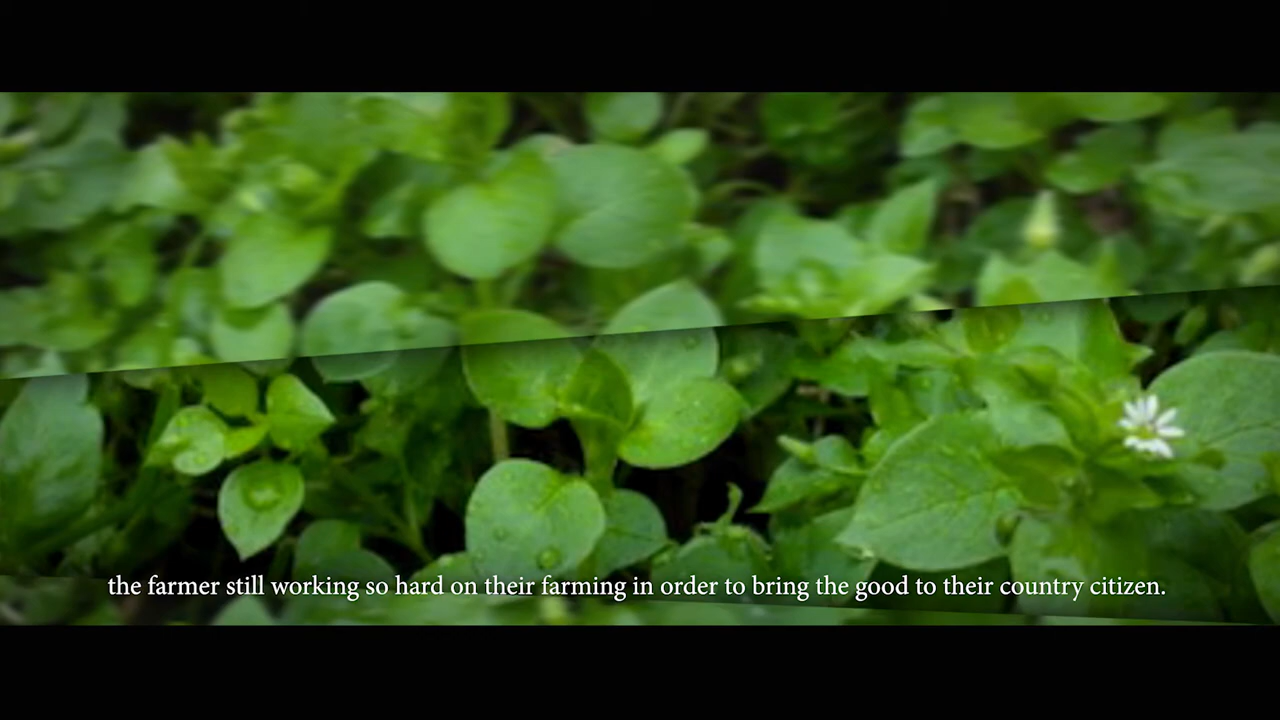 the farmer still working so hard on their farming in order to bring the good to their country citizen.